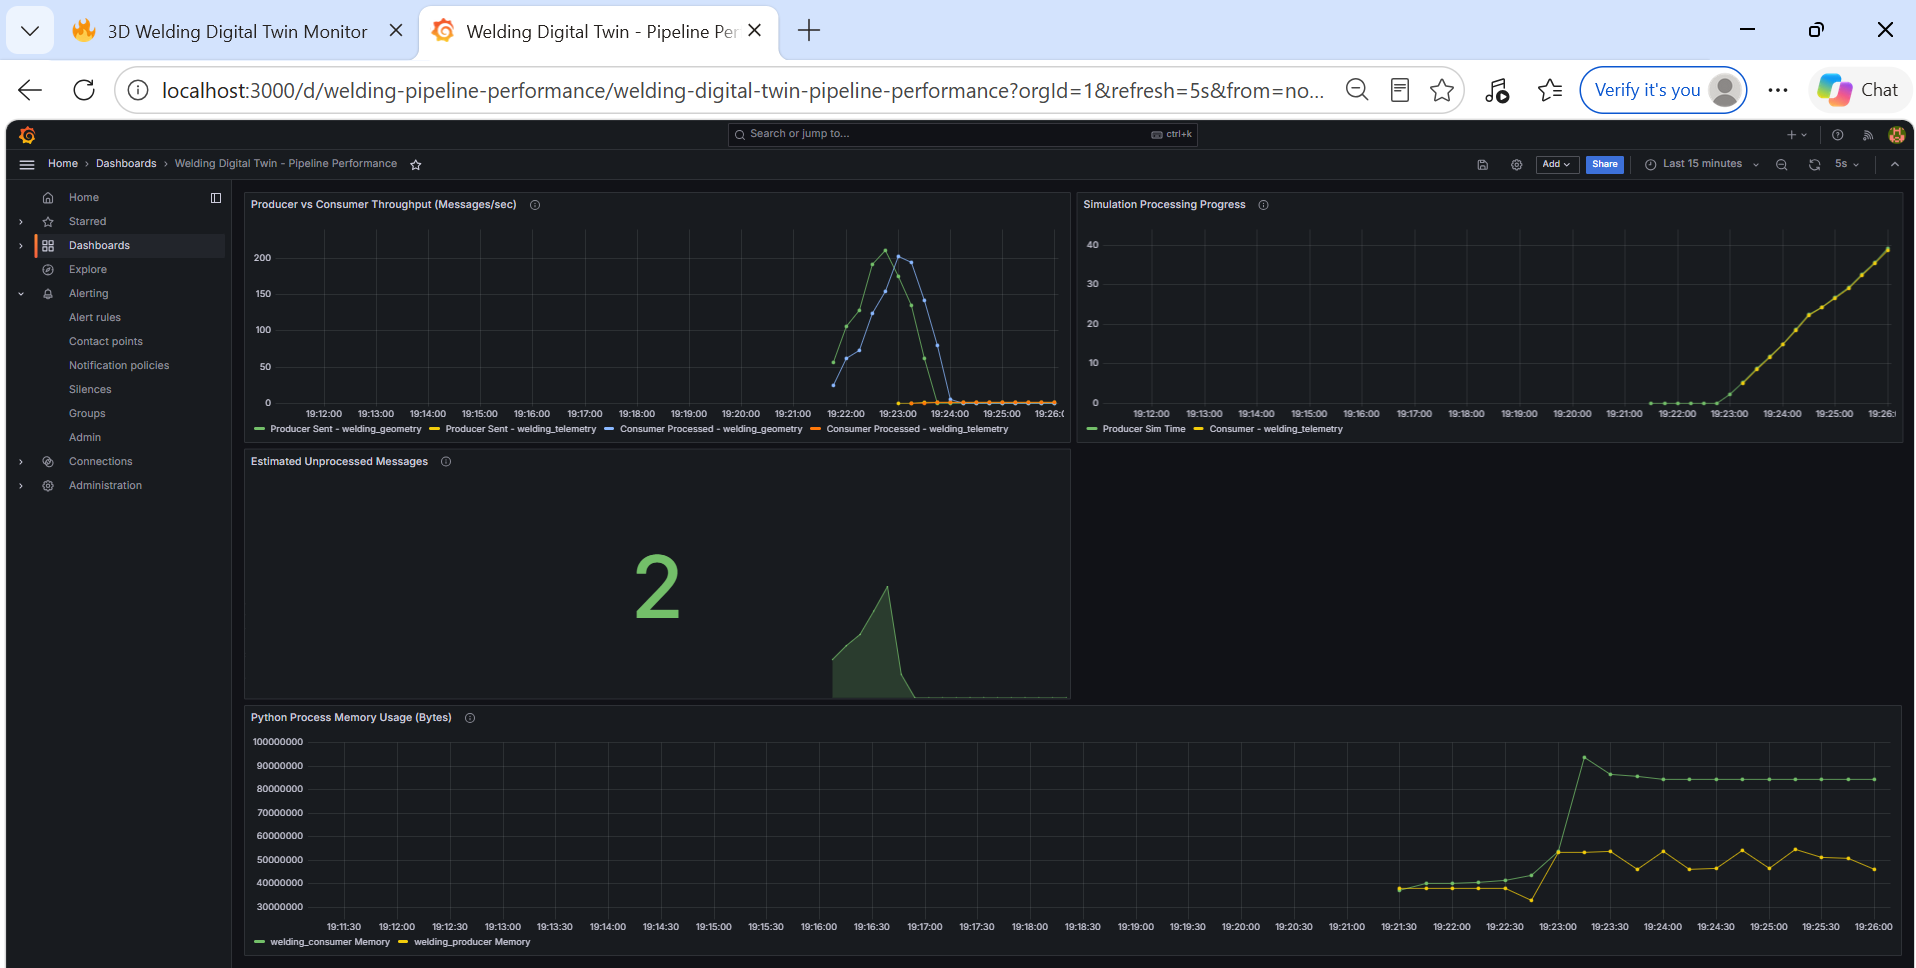 3D Welding Digital Twin Monitor
Welding Digital Twin - Pipeline Per
localhost:3000/d/welding-pipeline-performance/welding-digital-twin-pipeline-performance?orgId=1&refresh=5s&from=no...
Verify it's you
Chat
Search or jump to...
ctrl+k
Home › Dashboards › Welding Digital Twin - Pipeline Performance
Add
Share
Last 15 minutes
5s
Home
Starred
Dashboards
Explore
Alerting
Alert rules
Contact points
Notification policies
Silences
Groups
Admin
Connections
Administration
Producer vs Consumer Throughput (Messages/sec)
200
150
100
50
0
19:12:00 19:13:00 19:14:00 19:15:00 19:16:00 19:17:00 19:18:00 19:19:00 19:20:00 19:21:00 19:22:00 19:23:00 19:24:00 19:25:00 19:26:0
Producer Sent - welding_geometry Producer Sent - welding_telemetry Consumer Processed - welding_geometry Consumer Processed - welding_telemetry
Simulation Processing Progress
40
30
20
10
0
19:12:00 19:13:00 19:14:00 19:15:00 19:16:00 19:17:00 19:18:00 19:19:00 19:20:00 19:21:00 19:22:00 19:23:00 19:24:00 19:25:00 19:26:
Producer Sim Time Consumer - welding_telemetry
Estimated Unprocessed Messages
2
Python Process Memory Usage (Bytes)
100000000
90000000
80000000
70000000
60000000
50000000
40000000
30000000
19:11:30 19:12:00 19:12:30 19:13:00 19:13:30 19:14:00 19:14:30 19:15:00 19:15:30 19:16:00 19:16:30 19:17:00 19:17:30 19:18:00 19:18:30 19:19:00 19:19:30 19:20:00 19:20:30 19:21:00 19:21:30 19:22:00 19:22:30 19:23:00 19:23:30 19:24:00 19:24:30 19:25:00 19:25:30 19:26:00
welding_consumer Memory welding_producer Memory